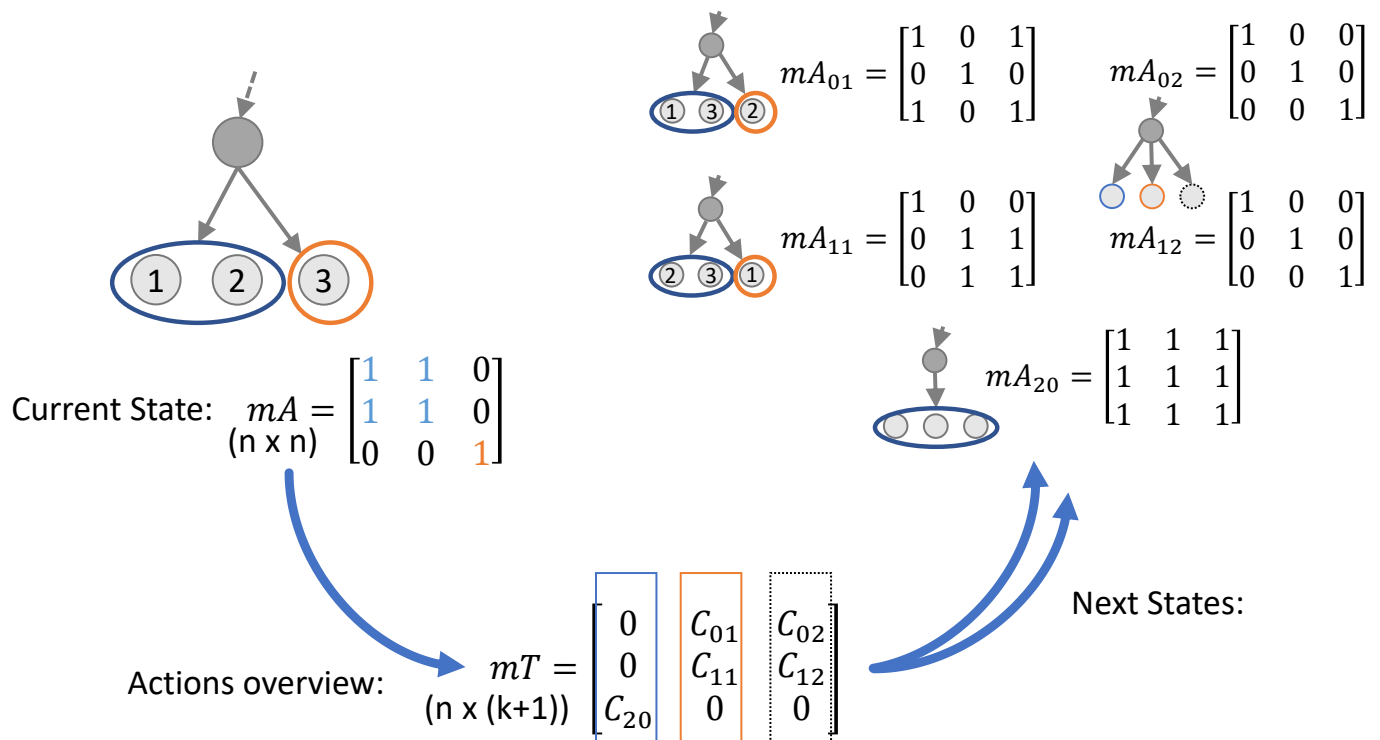 1 2 3
Current State: mA = [1 1 0
1 1 0
0 0 1]
(n x n)
Actions overview: mT = [0 C₀₁ C₀₂
0 C₁₁ C₁₂
C₂₀ 0 0]
(n x (k+1))
1 3 2
mA₀₁ = [1 0 1
0 1 0
1 0 1]
mA₀₂ = [1 0 0
0 1 0
0 0 1]
2 3 1
mA₁₁ = [1 0 0
0 1 1
0 1 1]
mA₁₂ = [1 0 0
0 1 0
0 0 1]
mA₂₀ = [1 1 1
1 1 1
1 1 1]
Next States: